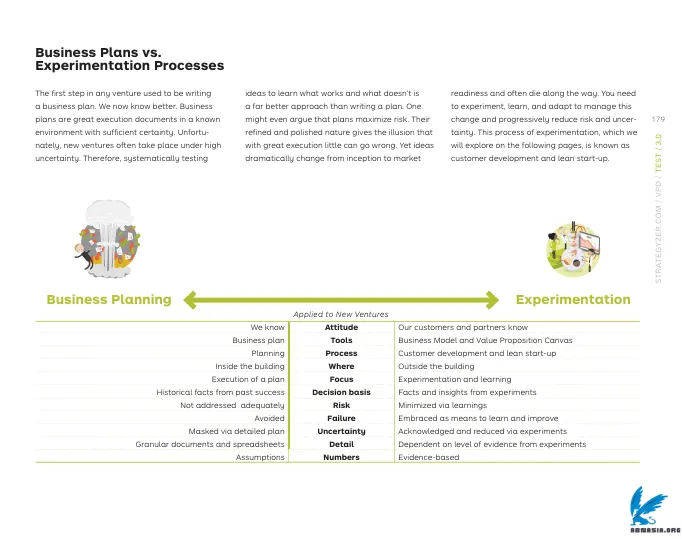 Business Plans vs.
Experimentation Processes
The first step in any venture used to be writing
a business plan. We now know better. Business
plans are great execution documents in a known
environment with sufficient certainty. Unfortu-
nately, new ventures often take place under high
uncertainty. Therefore, systematically testing
ideas to learn what works and what doesn't is
a far better approach than writing a plan. One
might even argue that plans maximize risk. Their
refined and polished nature gives the illusion that
with great execution little can go wrong. Yet ideas
dramatically change from inception to market
readiness and often die along the way. You need
to experiment, learn, and adapt to manage this
change and progressively reduce risk and uncer-
tainty. This process of experimentation, which we
will explore on the following pages, is known as
customer development and lean start-up.
179
STRATEGYZER.COM / VPD / TEST / 3.0
Business Planning
Experimentation
Applied to New Ventures
We know Attitude Our customers and partners know
Business plan Tools Business Model and Value Proposition Canvas
Planning Process Customer development and lean start-up
Inside the building Where Outside the building
Execution of a plan Focus Experimentation and learning
Historical facts from past success Decision basis Facts and insights from experiments
Not addressed adequately Risk Minimized via learnings
Avoided Failure Embraced as means to learn and improve
Masked via detailed plan Uncertainty Acknowledged and reduced via experiments
Granular documents and spreadsheets Detail Dependent on level of evidence from experiments
Assumptions Numbers Evidence-based
ABNASIA.ORG